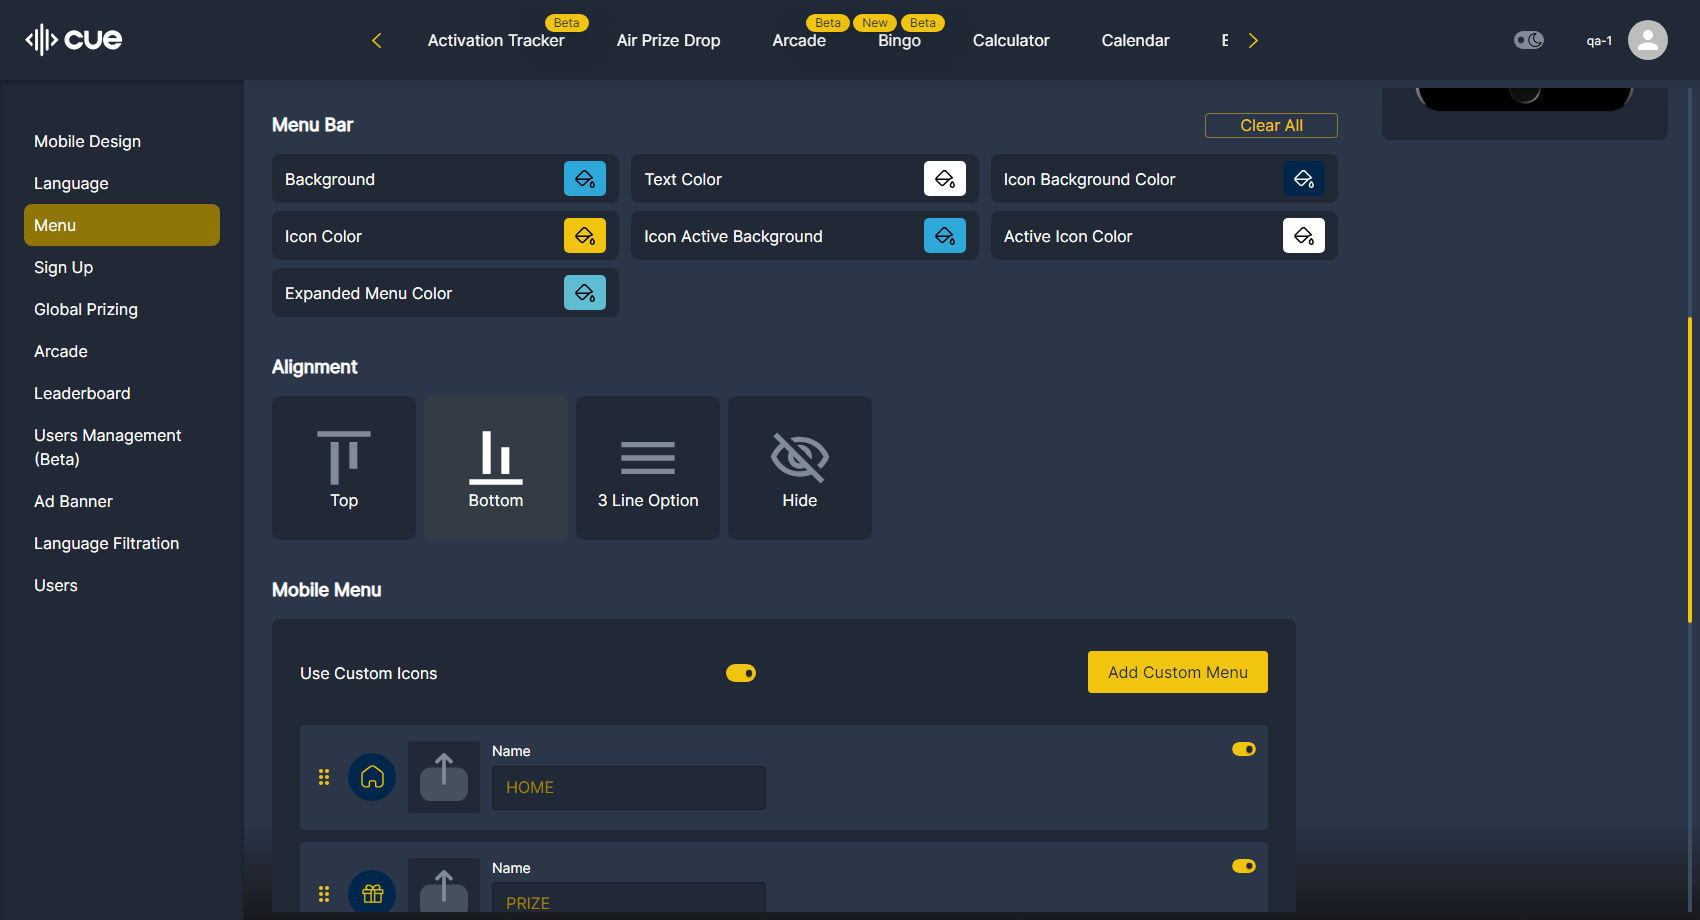 cue
Beta
Activation Tracker
Air Prize Drop
Beta
Arcade
New
Beta
Bingo
Calculator
Calendar
qa-1
Mobile Design
Language
Menu
Sign Up
Global Prizing
Arcade
Leaderboard
Users Management
(Beta)
Ad Banner
Language Filtration
Users
Menu Bar
Clear All
Background
Text Color
Icon Background Color
Icon Color
Icon Active Background
Active Icon Color
Expanded Menu Color
Alignment
Top
Bottom
3 Line Option
Hide
Mobile Menu
Use Custom Icons
Add Custom Menu
Name
HOME
Name
PRIZE